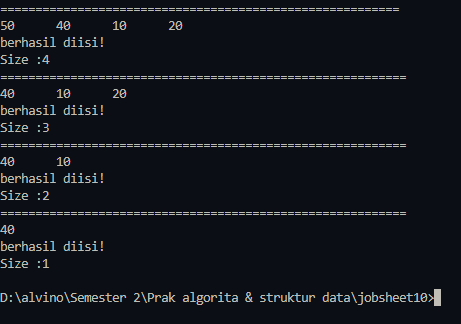 =========================================================
50      40      10      20
berhasil diisi!
Size :4
==========================================================
40      10      20
berhasil diisi!
Size :3
==========================================================
40      10
berhasil diisi!
Size :2
==========================================================
40
berhasil diisi!
Size :1
D:\alvino\Semester 2\Prak algorita & struktur data\jobsheet10>